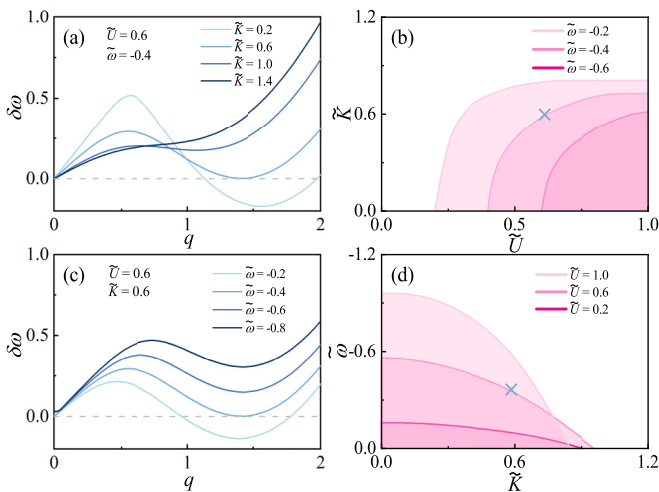 (a)
Ũ = 0.6
ω̃ = -0.4
K̃ = 0.2
K̃ = 0.6
K̃ = 1.0
K̃ = 1.4
1.0
0.5
0.0
δω
0
1
2
q
(b)
ω̃ = -0.2
ω̃ = -0.4
ω̃ = -0.6
1.2
0.6
0.0
K̃
0.0
0.5
1.0
Ũ
(c)
Ũ = 0.6
K̃ = 0.6
ω̃ = -0.2
ω̃ = -0.4
ω̃ = -0.6
ω̃ = -0.8
1.0
0.5
0.0
δω
0
1
2
q
(d)
Ũ = 1.0
Ũ = 0.6
Ũ = 0.2
-1.2
-0.6
0.0
ω̃
0.0
0.6
1.2
K̃